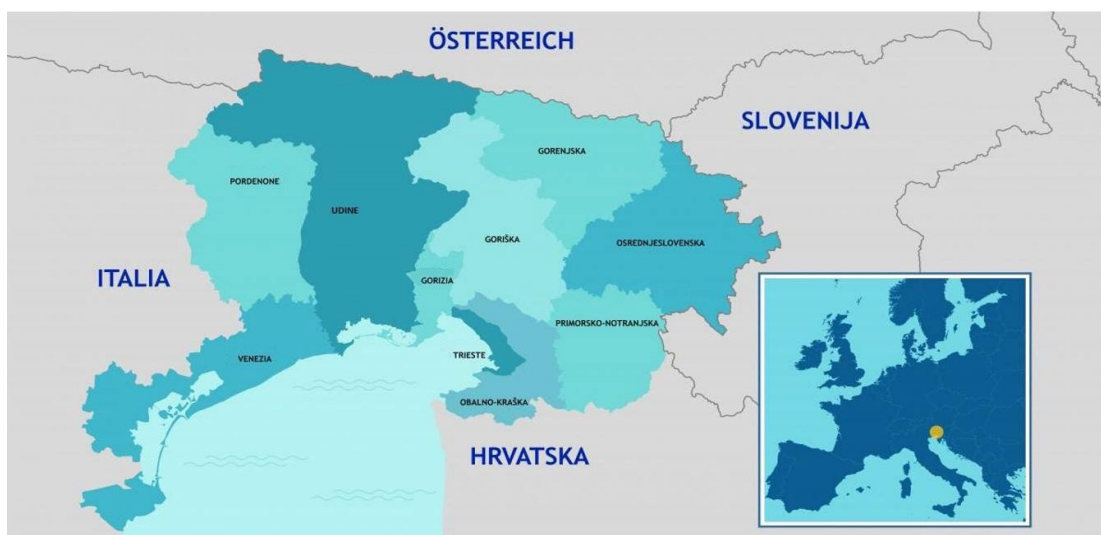 ÖSTERREICH
SLOVENIJA
GORENJSKA
PORDENONE
UDINE
GORIŠKA
OSREDNJESLOVENSKA
ITALIA
GORIZIA
PRIMORSKO-NOTRANJSKA
VENEZIA
TRIESTE
OBALNO-KRAŠKA
HRVATSKA